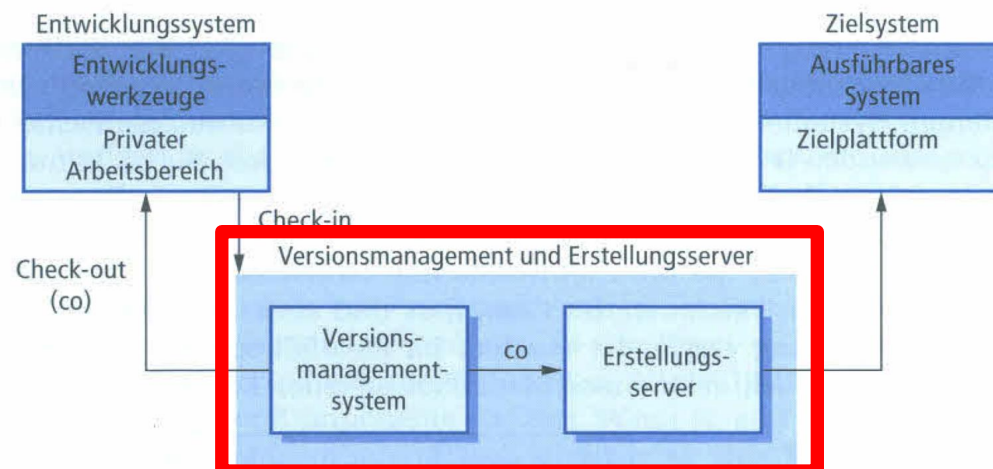 Entwicklungssystem
Entwicklungs-
werkzeuge
Privater
Arbeitsbereich
Zielsystem
Ausführbares
System
Zielplattform
Check-in
Check-out
(co)
Versionsmanagement und Erstellungsserver
Versions-
management-
system
co
Erstellungs-
server